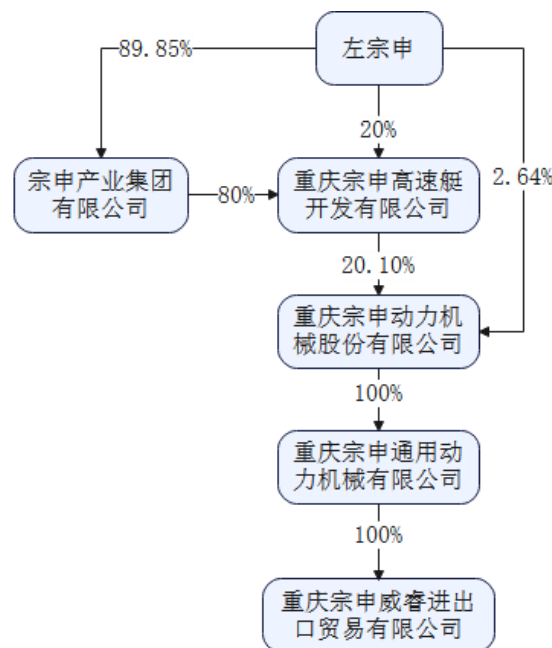 左宗申
89.85%
20%
2.64%
宗申产业集团
有限公司
80%
重庆宗申高速艇
开发有限公司
20.10%
重庆宗申动力机
械股份有限公司
100%
重庆宗申通用动
力机械有限公司
100%
重庆宗申威睿进出
口贸易有限公司